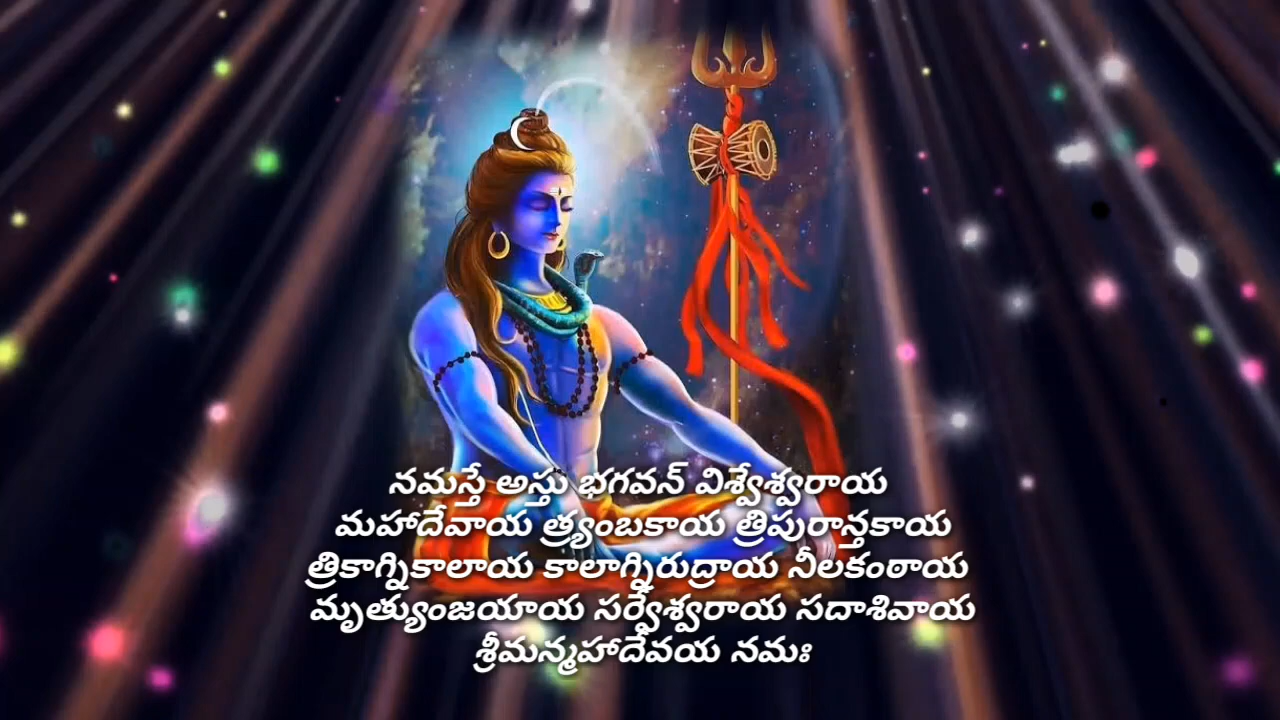 నమస్తే అస్తు భగవన్ విశ్వేశ్వరాయ
మహాదేవాయ త్ర్యంబకాయ త్రిపురాన్తకాయ
త్రికాగ్నికాలాయ కాలాగ్నిరుద్రాయ నీలకంఠాయ
మృత్యుంజయాయ సర్వేశ్వరాయ సదాశివాయ
శ్రీమన్మహాదేవయ నమః